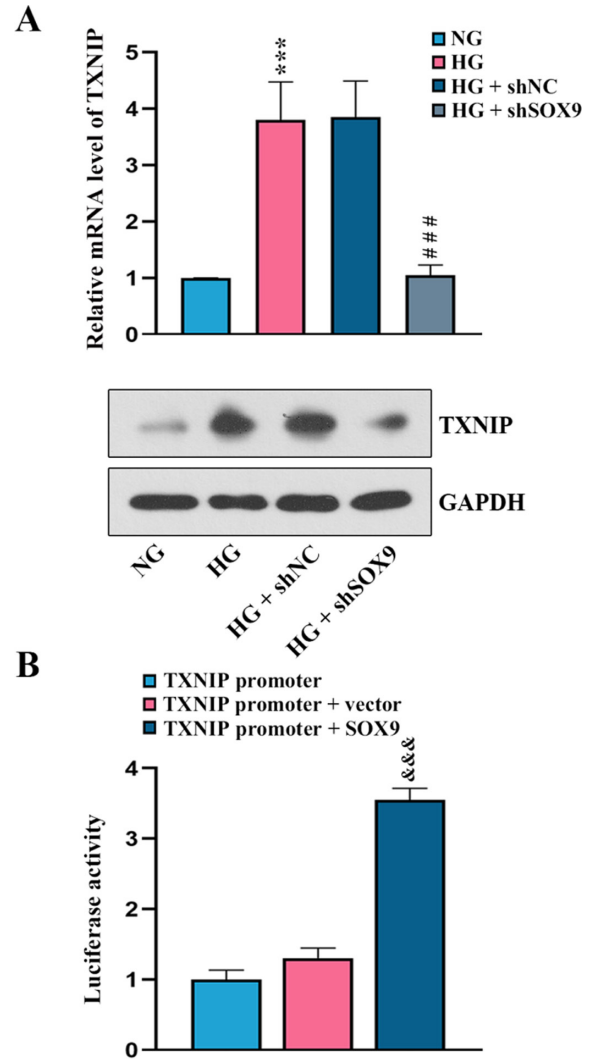 A
Relative mRNA level of TXNIP
5
4
3
2
1
0
***
###
NG
HG
HG + shNC
HG + shSOX9
TXNIP
GAPDH
NG
HG
HG + shNC
HG + shSOX9
B
TXNIP promoter
TXNIP promoter + vector
TXNIP promoter + SOX9
Luciferase activity
4
3
2
1
0
&&&